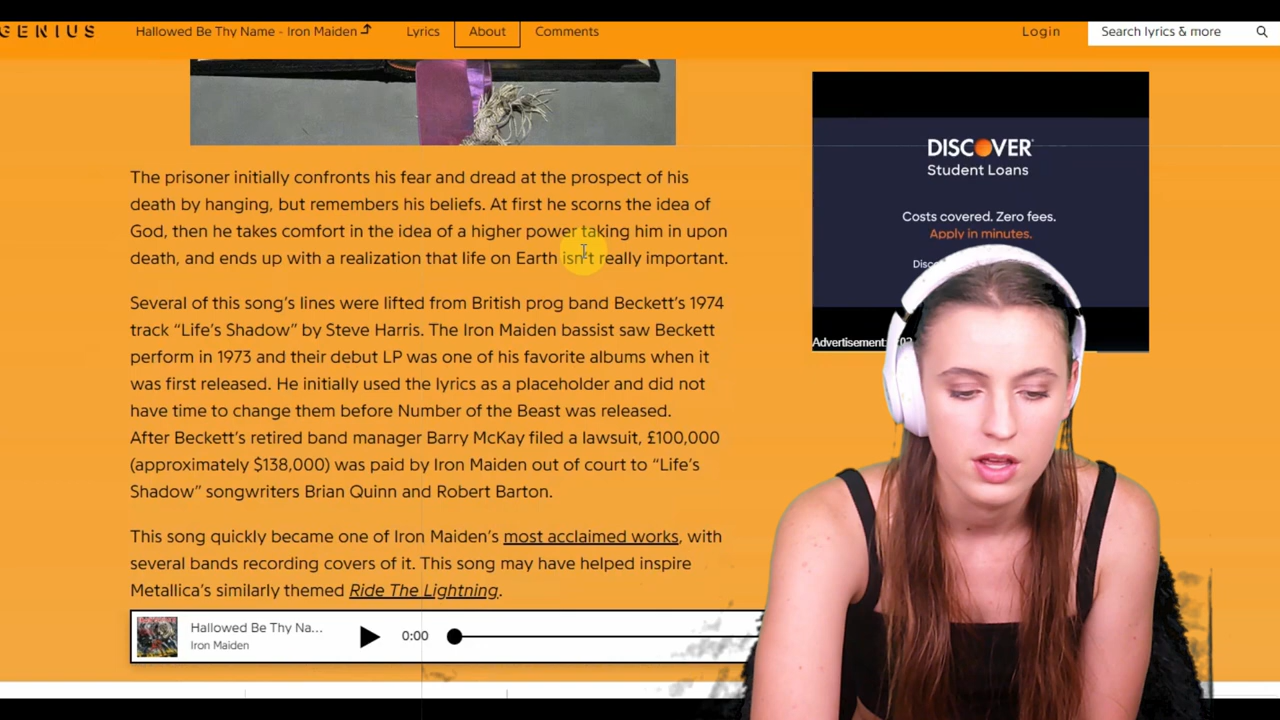 GENIUS
Hallowed Be Thy Name - Iron Maiden
Lyrics
About
Comments
Login
Search lyrics & more
DISCOVER
Student Loans
Costs covered. Zero fees.
Apply in minutes.
Advertisement:
The prisoner initially confronts his fear and dread at the prospect of his
death by hanging, but remembers his beliefs. At first he scorns the idea of
God, then he takes comfort in the idea of a higher power taking him in upon
death, and ends up with a realization that life on Earth isn't really important.
Several of this song's lines were lifted from British prog band Beckett's 1974
track “Life's Shadow” by Steve Harris. The Iron Maiden bassist saw Beckett
perform in 1973 and their debut LP was one of his favorite albums when it
was first released. He initially used the lyrics as a placeholder and did not
have time to change them before Number of the Beast was released.
After Beckett's retired band manager Barry McKay filed a lawsuit, £100,000
(approximately $138,000) was paid by Iron Maiden out of court to “Life's
Shadow” songwriters Brian Quinn and Robert Barton.
This song quickly became one of Iron Maiden's most acclaimed works, with
several bands recording covers of it. This song may have helped inspire
Metallica's similarly themed Ride The Lightning.
Hallowed Be Thy Na...
Iron Maiden
0:00